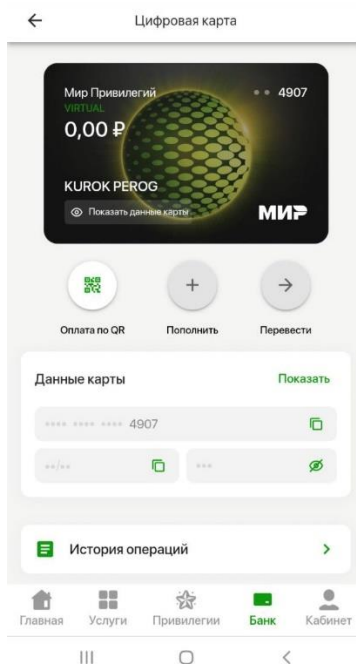 Цифровая карта
Мир Привилегий •• 4907
VIRTUAL
0,00 ₽
KUROK PEROG
Показать данные карты
МИР
Оплата по QR Пополнить Перевести
Данные карты Показать
•••• •••• •••• 4907
••/•• •••
История операций
Главная Услуги Привилегии Банк Кабинет